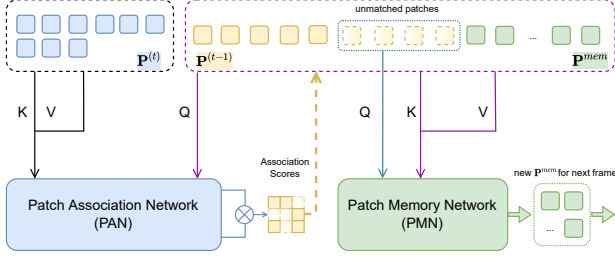 unmatched patches
...
P^(t)
P^(t-1)
P^mem
K
V
Q
Q
K
V
Association
Scores
new P^mem for next frame
Patch Association Network
(PAN)
Patch Memory Network
(PMN)
...